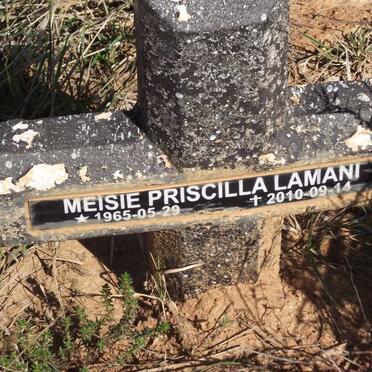 MEISIE PRISCILLA LAMANI
★ 1965-05-29 ✝ 2010-09-14